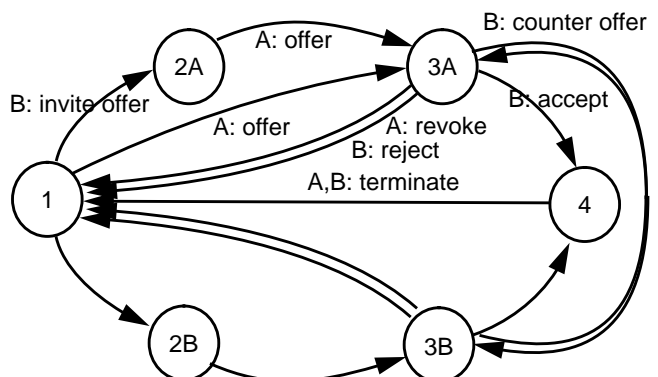 B: counter offer
A: offer
2A
3A
B: invite offer
B: accept
A: offer
A: revoke
B: reject
A,B: terminate
1
4
2B
3B